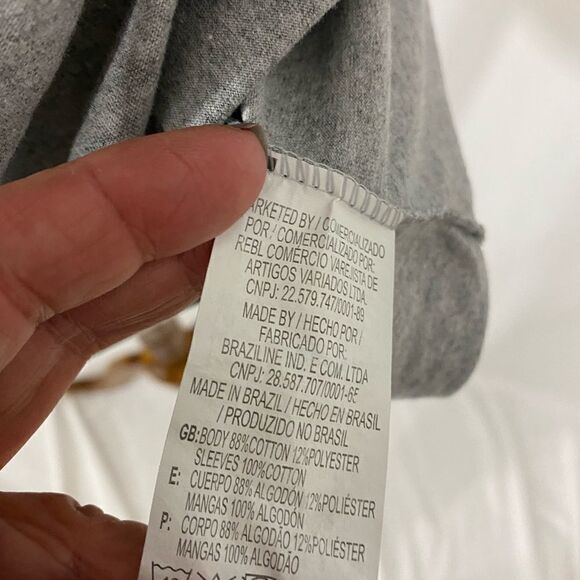 ARKETED BY / COMERCIALIZADO
POR / COMERCIALIZADO POR:
REBL COMÉRCIO VAREJISTA DE
ARTIGOS VARIADOS LTDA.
CNPJ: 22.579.747/0001-89
MADE BY / HECHO POR /
FABRICADO POR:
BRAZILINE IND. E COM. LTDA
CNPJ: 28.587.707/0001-65
MADE IN BRAZIL / HECHO EN BRASIL
/ PRODUZIDO NO BRASIL
GB: BODY 88% COTTON 12% POLYESTER
SLEEVES 100% COTTON
E: CUERPO 88% ALGODÓN 12% POLIÉSTER
MANGAS 100% ALGODÓN
P: CORPO 88% ALGODÃO 12% POLIÉSTER
MANGAS 100% ALGODÃO